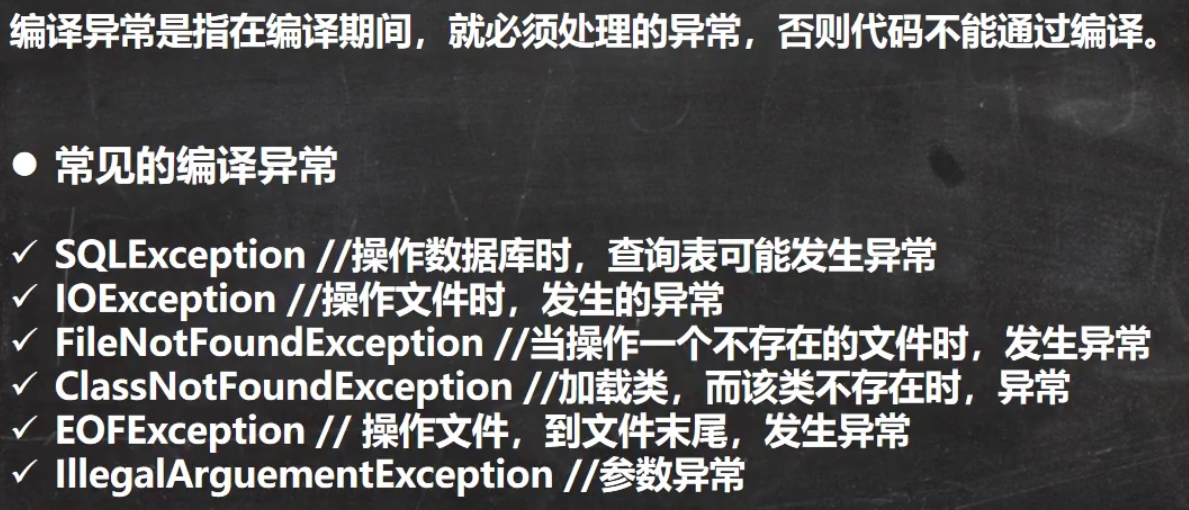 编译异常是指在编译期间，就必须处理的异常，否则代码不能通过编译。
● 常见的编译异常
✓ SQLException //操作数据库时，查询表可能发生异常
✓ IOException //操作文件时，发生的异常
✓ FileNotFoundException //当操作一个不存在的文件时，发生异常
✓ ClassNotFoundException //加载类，而该类不存在时，异常
✓ EOFException // 操作文件，到文件末尾，发生异常
✓ IllegalArguementException //参数异常